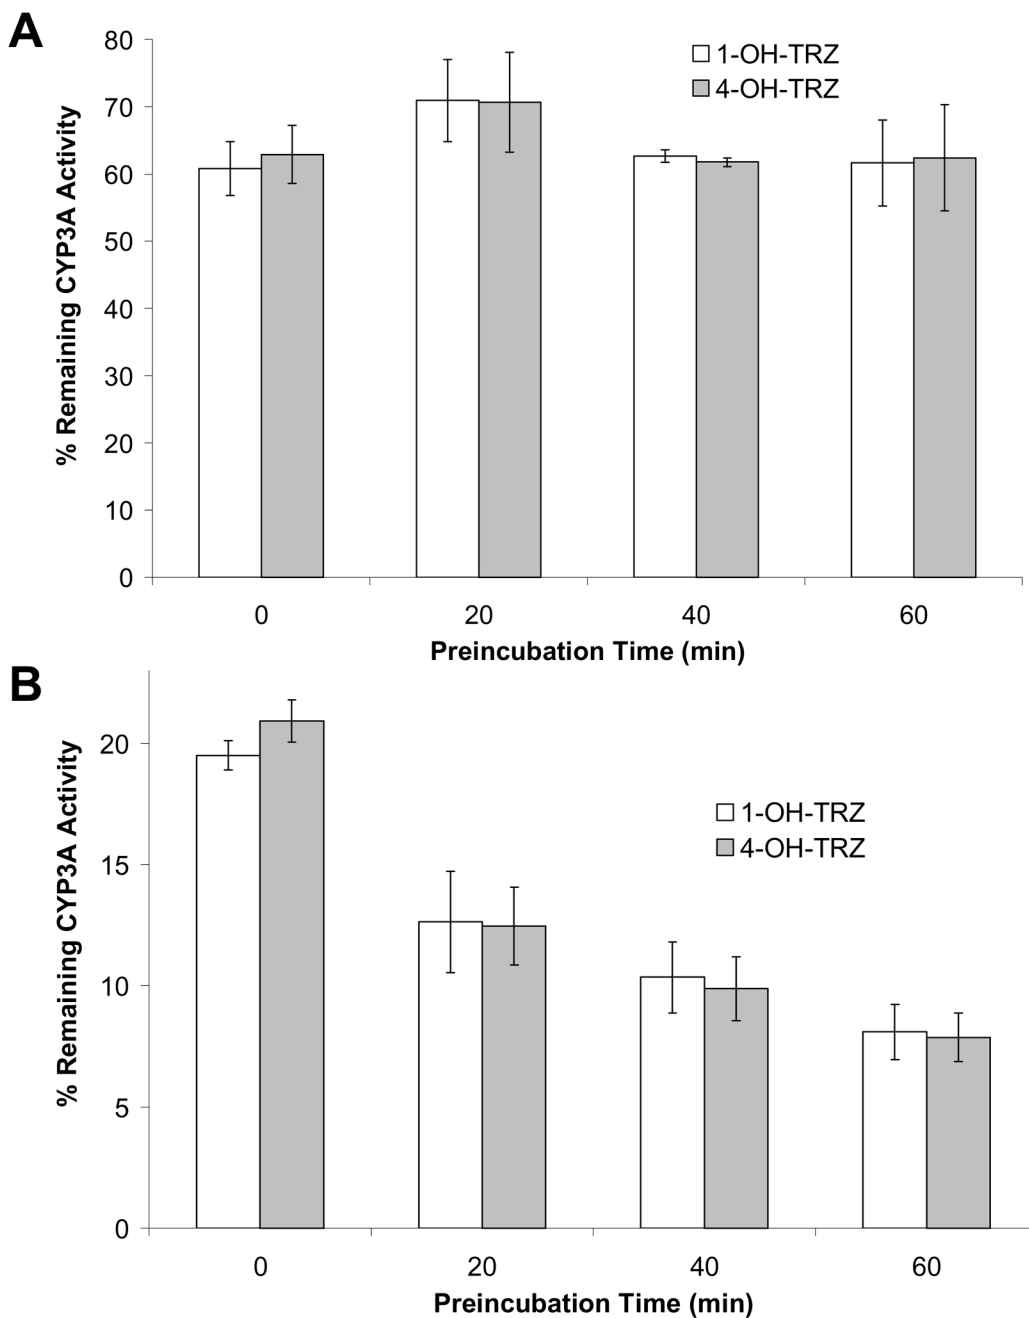 A
80
70
60
50
40
30
20
10
0
% Remaining CYP3A Activity
1-OH-TRZ
4-OH-TRZ
0 20 40 60
Preincubation Time (min)
B
20
15
10
5
0
% Remaining CYP3A Activity
1-OH-TRZ
4-OH-TRZ
0 20 40 60
Preincubation Time (min)